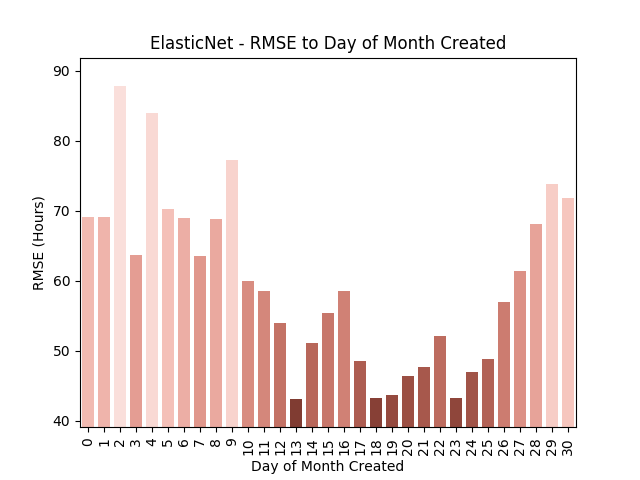 ElasticNet - RMSE to Day of Month Created
90
80
70
60
50
40
RMSE (Hours)
0 1 2 3 4 5 6 7 8 9 10 11 12 13 14 15 16 17 18 19 20 21 22 23 24 25 26 27 28 29 30
Day of Month Created